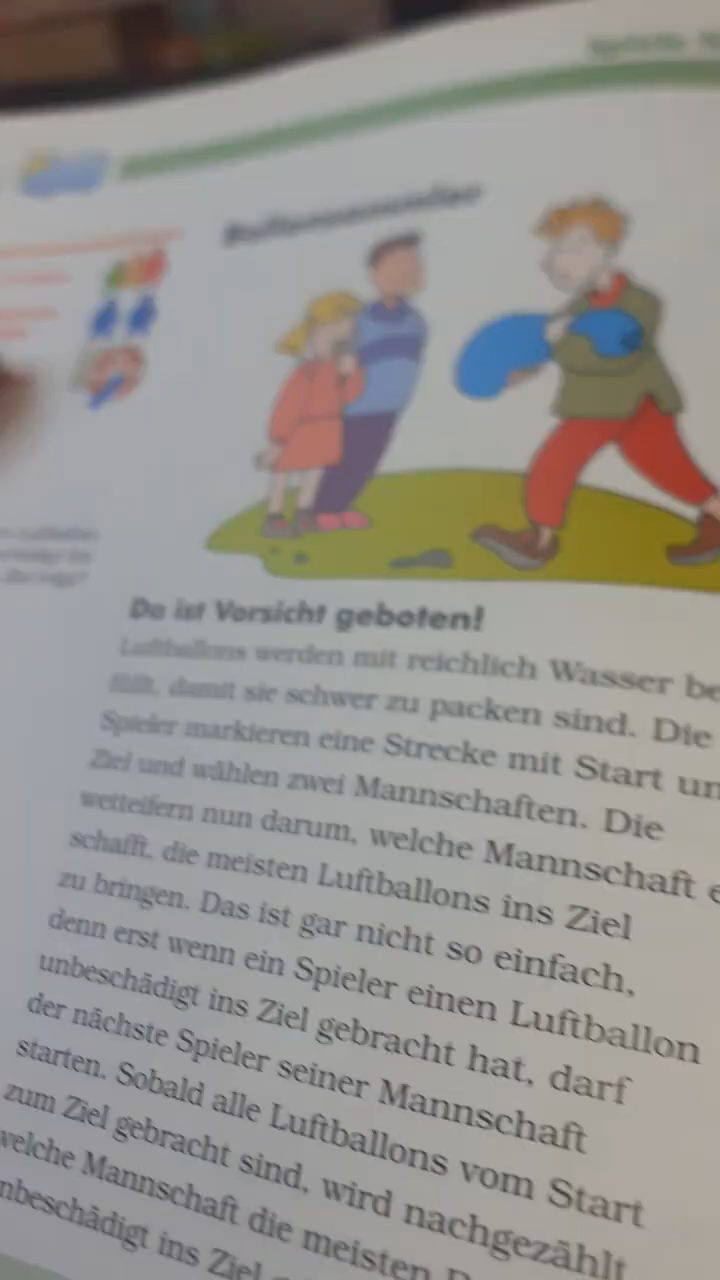 Da ist Vorsicht geboten!
Luftballons werden mit reichlich Wasser be
füllt, damit sie schwer zu packen sind. Die
Spieler markieren eine Strecke mit Start un
Ziel und wählen zwei Mannschaften. Die
wetteifern nun darum, welche Mannschaft e
schafft, die meisten Luftballons ins Ziel
zu bringen. Das ist gar nicht so einfach,
denn erst wenn ein Spieler einen Luftballon
unbeschädigt ins Ziel gebracht hat, darf
der nächste Spieler seiner Mannschaft
starten. Sobald alle Luftballons vom Start
zum Ziel gebracht sind, wird nachgezählt
welche Mannschaft die meisten
nbeschädigt ins Ziel